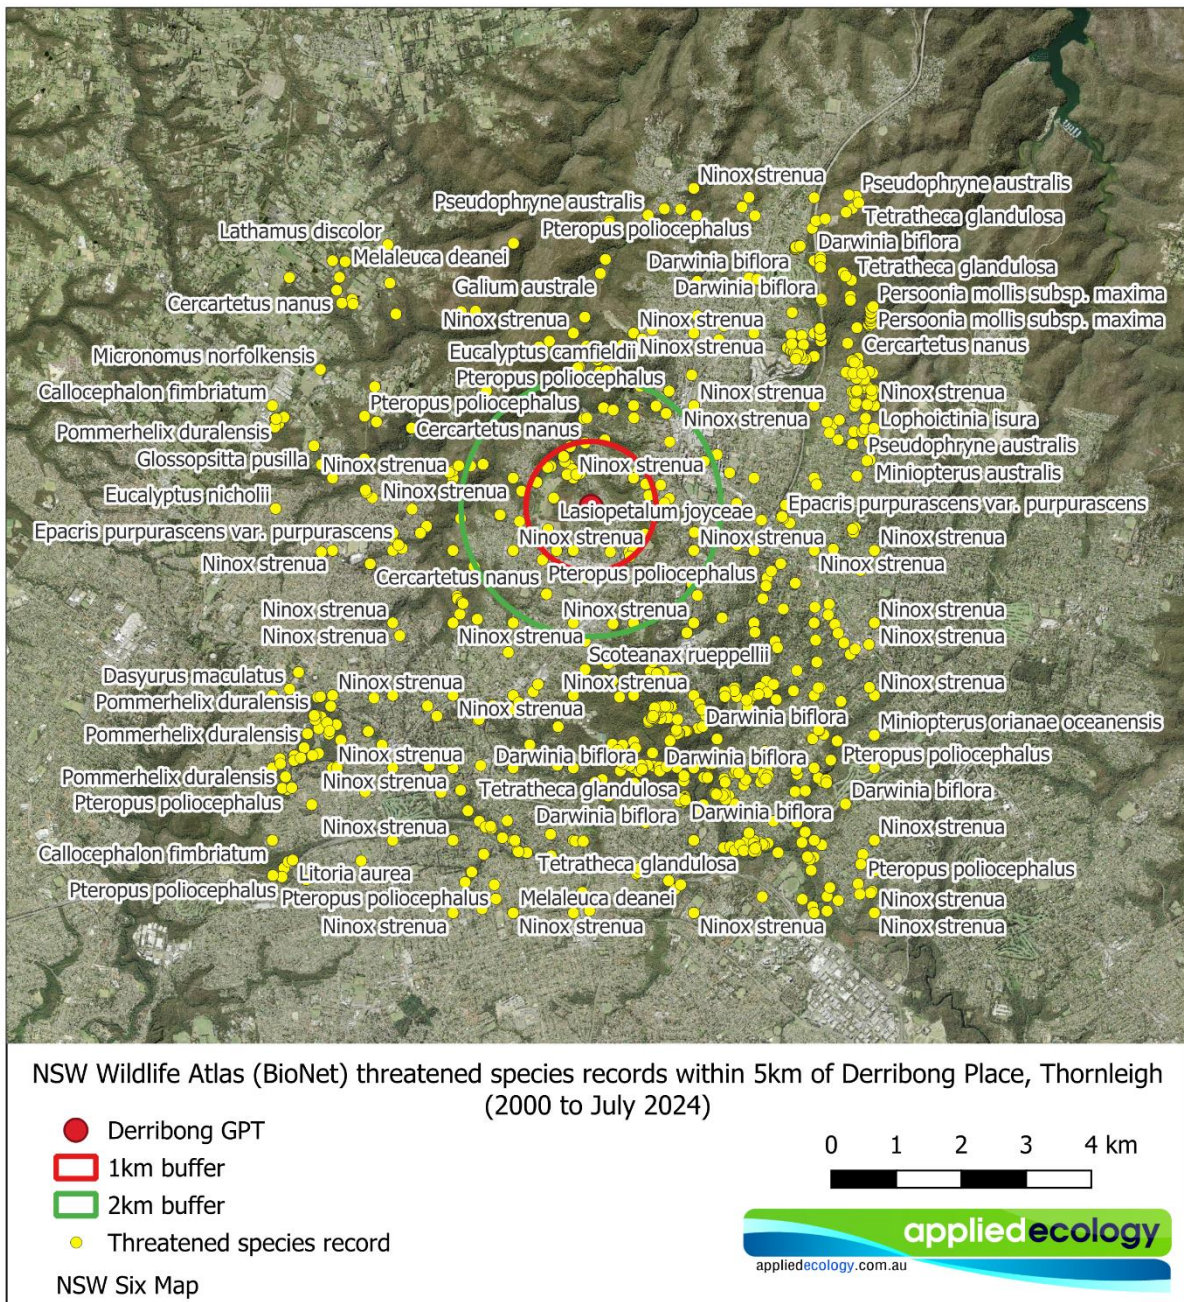 Ninox strenua
Pseudophryne australis
Pseudophryne australis
Tetratheca glandulosa
Pteropus poliocephalus
Lathamus discolor
Darwinia biflora
Melaleuca deanei
Darwinia biflora
Tetratheca glandulosa
Galium australe
Darwinia biflora
Persoonia mollis subsp. maxima
Cercartetus nanus
Ninox strenua
Ninox strenua
Persoonia mollis subsp. maxima
Eucalyptus camfieldii
Ninox strenua
Cercartetus nanus
Micronomus norfolkensis
Pteropus poliocephalus
Callocephalon fimbriatum
Ninox strenua
Ninox strenua
Pteropus poliocephalus
Ninox strenua
Lophoictinia isura
Pommerhelix duralensis
Cercartetus nanus
Pseudophryne australis
Glossopsitta pusilla
Ninox strenua
Ninox strenua
Miniopterus australis
Eucalyptus nicholii
Ninox strenua
Lasiopetalum joyceae
Epacris purpurascens var. purpurascens
Epacris purpurascens var. purpurascens
Ninox strenua
Ninox strenua
Ninox strenua
Ninox strenua
Ninox strenua
Cercartetus nanus
Pteropus poliocephalus
Ninox strenua
Ninox strenua
Ninox strenua
Ninox strenua
Ninox strenua
Ninox strenua
Scoteanax rueppellii
Dasyurus maculatus
Ninox strenua
Ninox strenua
Ninox strenua
Pommerhelix duralensis
Ninox strenua
Darwinia biflora
Miniopterus orianae oceanensis
Pommerhelix duralensis
Ninox strenua
Darwinia biflora
Darwinia biflora
Pteropus poliocephalus
Pommerhelix duralensis
Ninox strenua
Tetratheca glandulosa
Darwinia biflora
Pteropus poliocephalus
Darwinia biflora
Darwinia biflora
Ninox strenua
Ninox strenua
Callocephalon fimbriatum
Litoria aurea
Tetratheca glandulosa
Pteropus poliocephalus
Pteropus poliocephalus
Pteropus poliocephalus
Melaleuca deanei
Ninox strenua
Ninox strenua
Ninox strenua
Ninox strenua
Ninox strenua
NSW Wildlife Atlas (BioNet) threatened species records within 5km of Derribong Place, Thornleigh
(2000 to July 2024)
Derribong GPT
1km buffer
2km buffer
Threatened species record
NSW Six Map
0 1 2 3 4 km
appliedecology
appliedecology.com.au